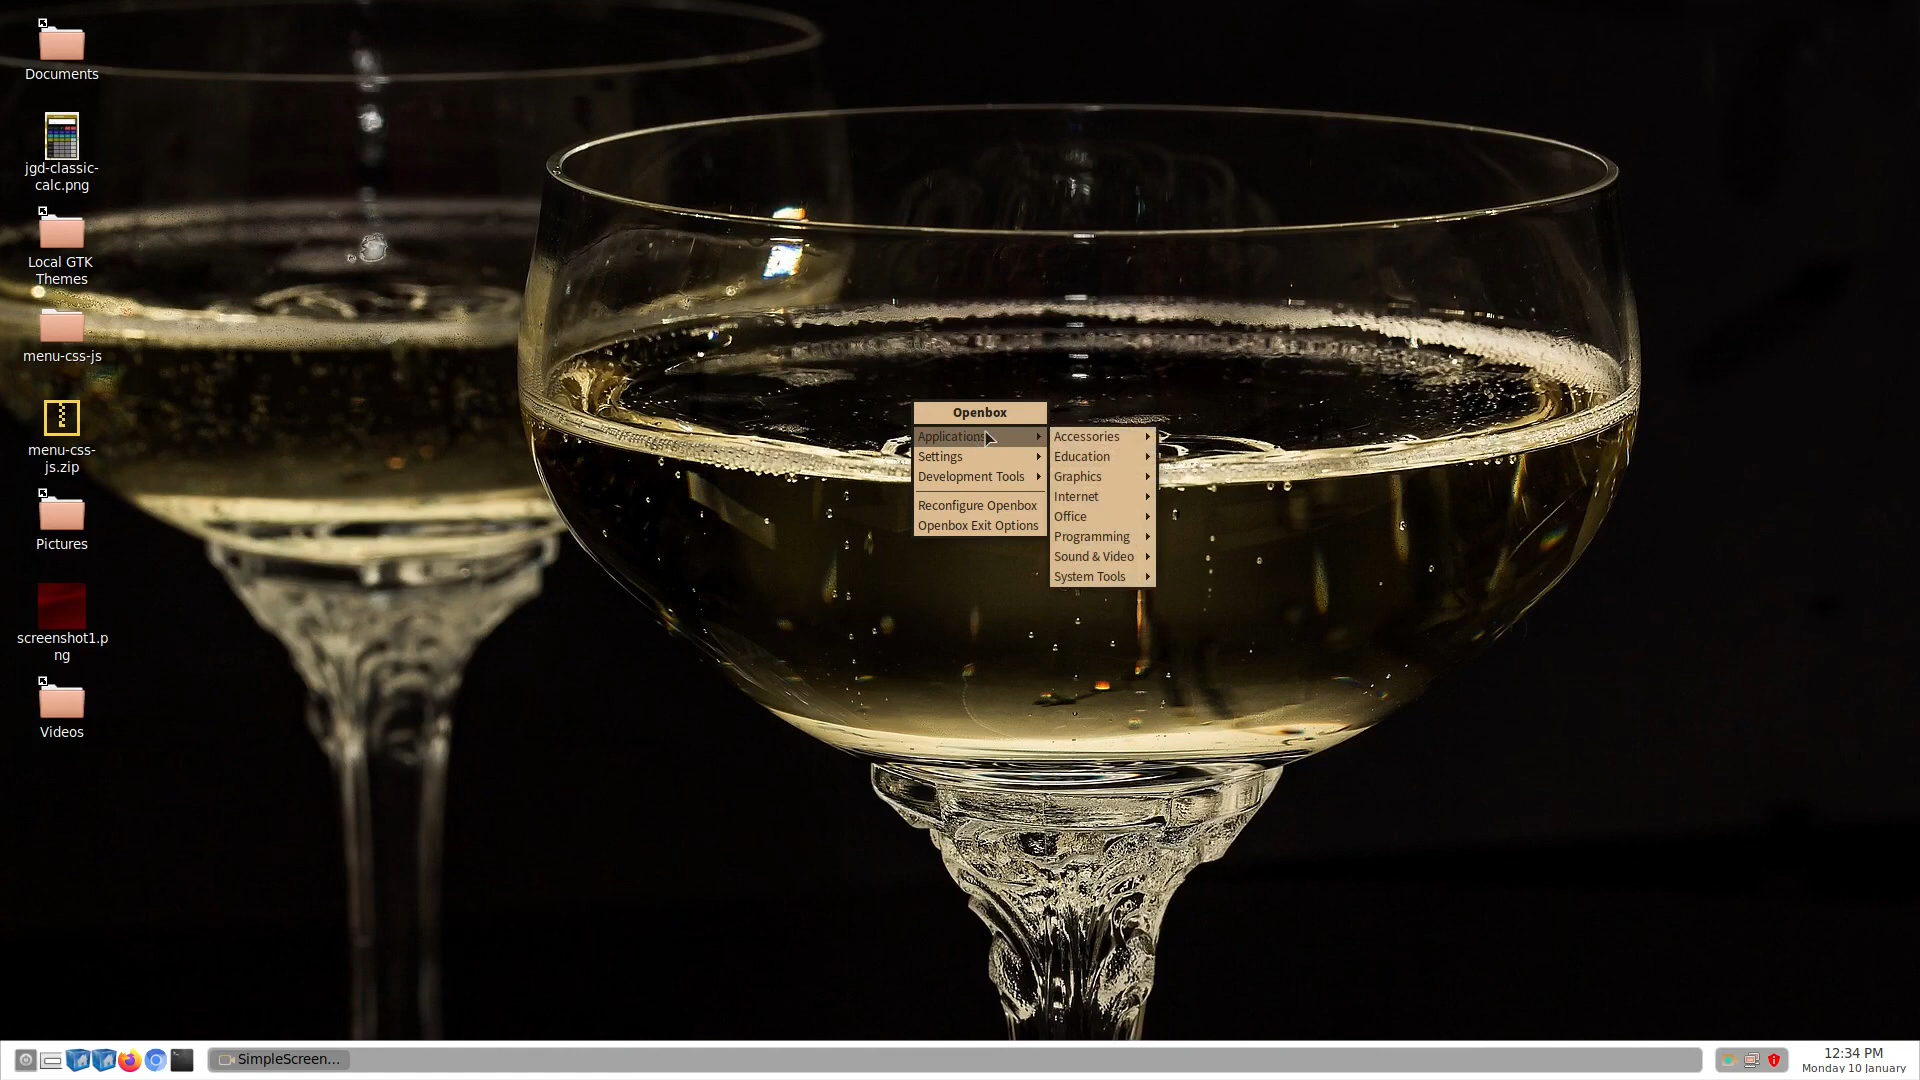 Documents
jgd-classic-
calc.png
Local GTK
Themes
menu-css-js
menu-css-
js.zip
Pictures
screenshot1.p
ng
Videos
Openbox
Applications
Settings
Development Tools
Reconfigure Openbox
Openbox Exit Options
Accessories
Education
Graphics
Internet
Office
Programming
Sound & Video
System Tools
SimpleScreen...
12:34 PM
Monday 10 January